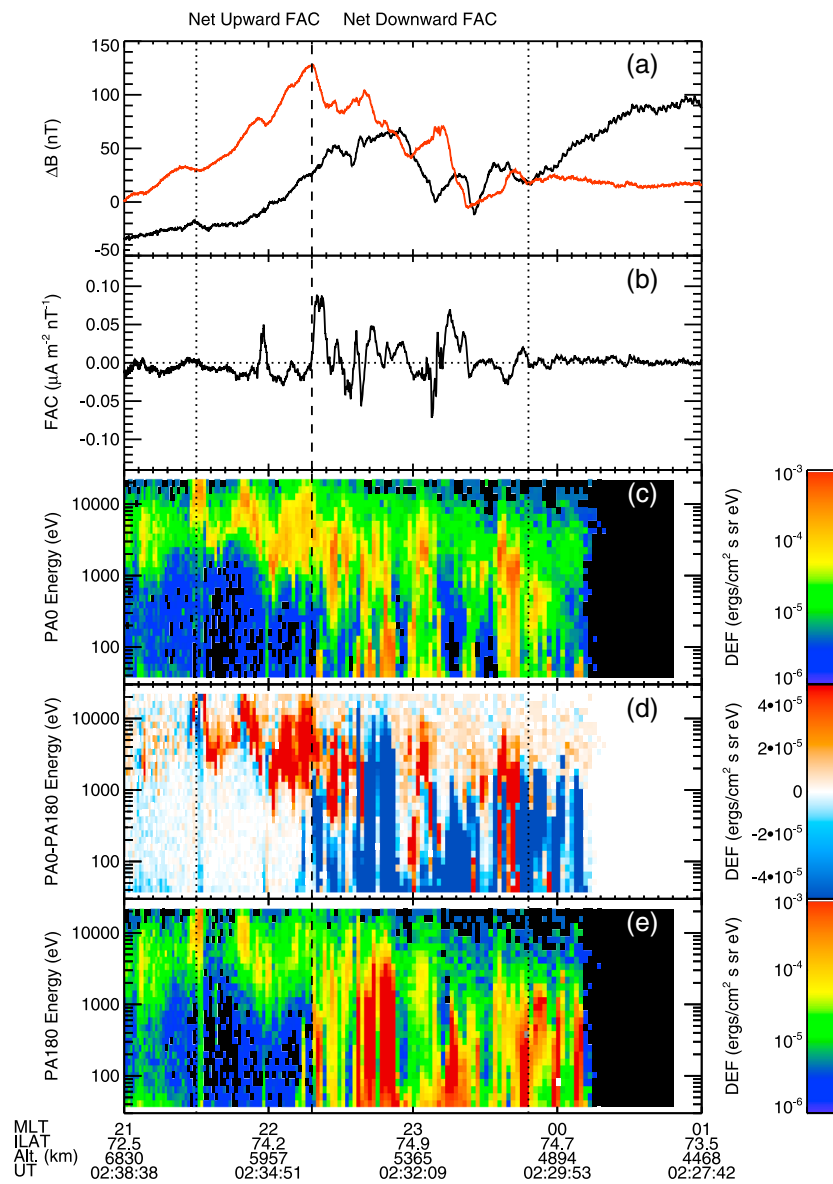 Net Upward FAC Net Downward FAC
(a)
150
100
50
0
50
-100
ΔB (nT)
(b)
0.10
0.05
0.00
-0.05
-0.10
FAC (μA m⁻² nT⁻¹)
(c)
10000
1000
100
PA0 Energy (eV)
10⁻³
10⁻⁴
10⁻⁵
10⁻⁶
DEF (ergs/cm² s sr eV)
(d)
10000
1000
100
PA0-PA180 Energy (eV)
4•10⁻⁵
2•10⁻⁵
0
-2•10⁻⁵
-4•10⁻⁵
DEF (ergs/cm² s sr eV)
(e)
10000
1000
100
PA180 Energy (eV)
10⁻³
10⁻⁴
10⁻⁵
10⁻⁶
DEF (ergs/cm² s sr eV)
MLT 21 22 23 00 01
ILAT 72.5 74.2 74.9 74.7 73.5
Alt. (km) 6830 5957 5365 4894 4468
UT 02:38:38 02:34:51 02:32:09 02:29:53 02:27:42